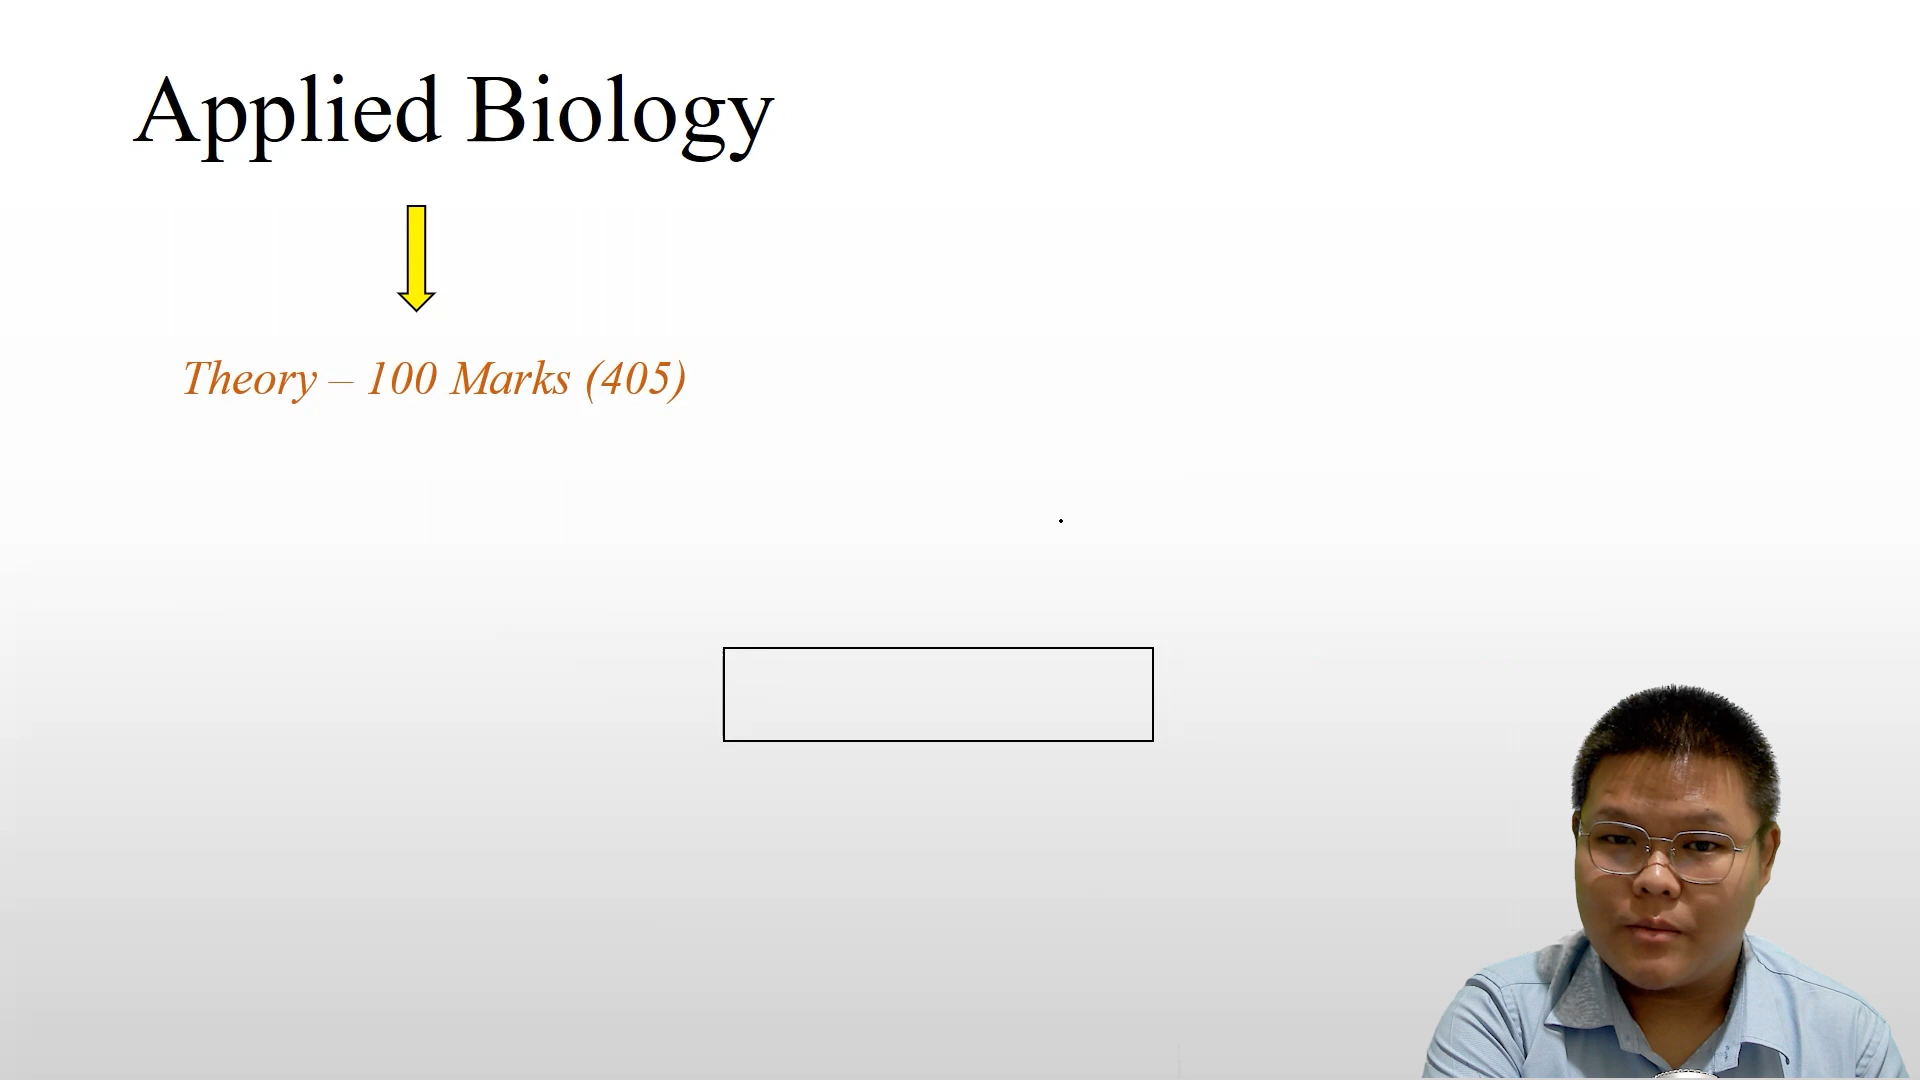 Applied Biology
Theory – 100 Marks (405)